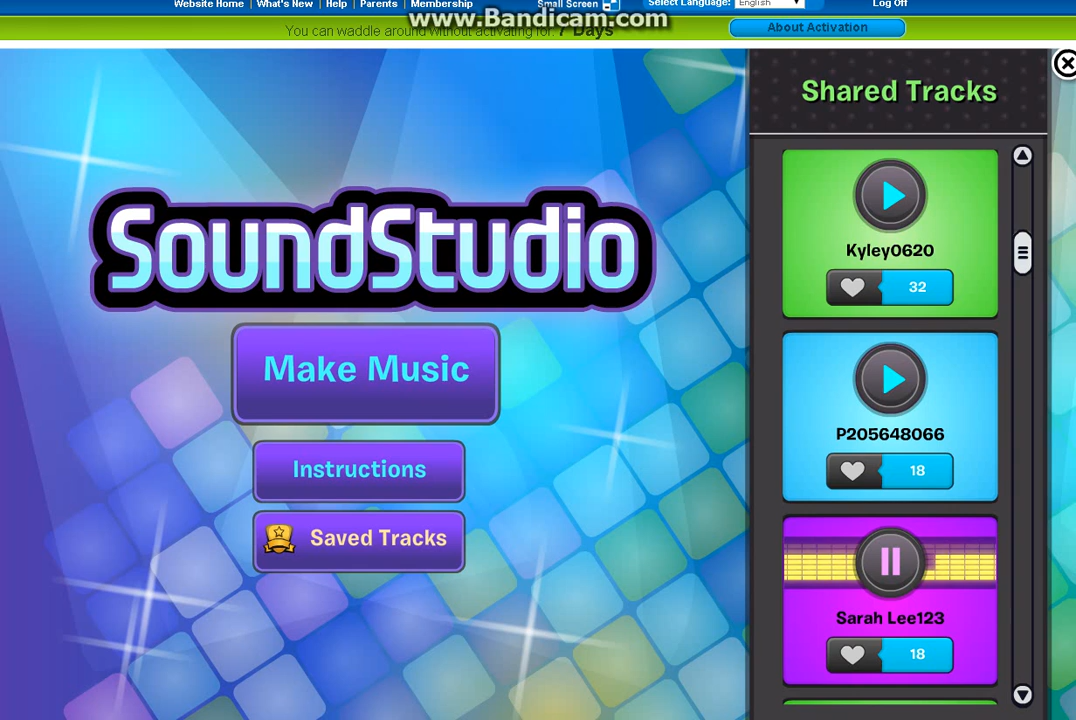 Website Home What's New Help Parents Membership Small Screen Select Language: English Log Off
www.Bandicam.com
You can waddle around without activating for: 7 Days About Activation
Shared Tracks
SoundStudio
Make Music
Instructions
Saved Tracks
Kyley0620
32
P205648066
18
Sarah Lee123
18